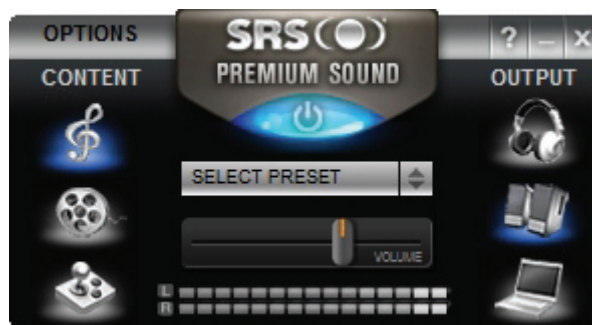 OPTIONS
SRS
? _ x
PREMIUM SOUND
CONTENT
OUTPUT
SELECT PRESET
VOLUME
L
R